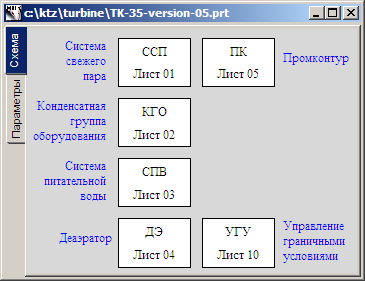 c:\ktz\turbine\TK-35-version-05.prt
Схема
Параметры
Система
свежего
пара
ССП
Лист 01
ПК
Лист 05
Промконтур
Конденсатная
группа
оборудования
КГО
Лист 02
Система
питательной
воды
СПВ
Лист 03
Деаэратор
ДЭ
Лист 04
УГУ
Лист 10
Управление
граничными
условиями